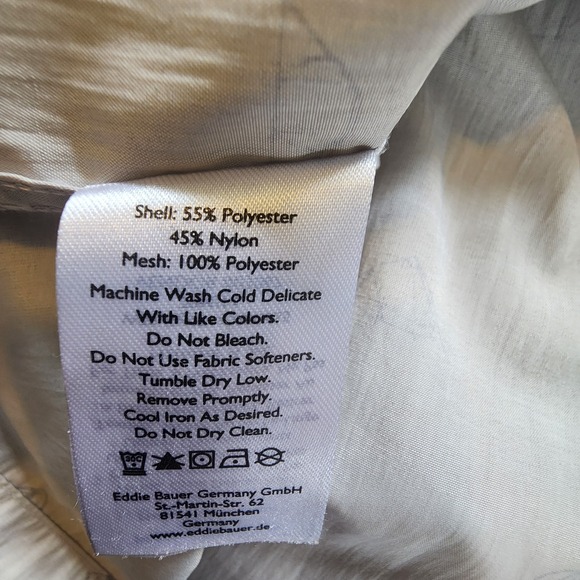 Shell: 55% Polyester
45% Nylon
Mesh: 100% Polyester
Machine Wash Cold Delicate
With Like Colors.
Do Not Bleach.
Do Not Use Fabric Softeners.
Tumble Dry Low.
Remove Promptly.
Cool Iron As Desired.
Do Not Dry Clean.
30C
Eddie Bauer Germany GmbH
St.-Martin-Str. 62
81541 München
Germany
www.eddiebauer.de